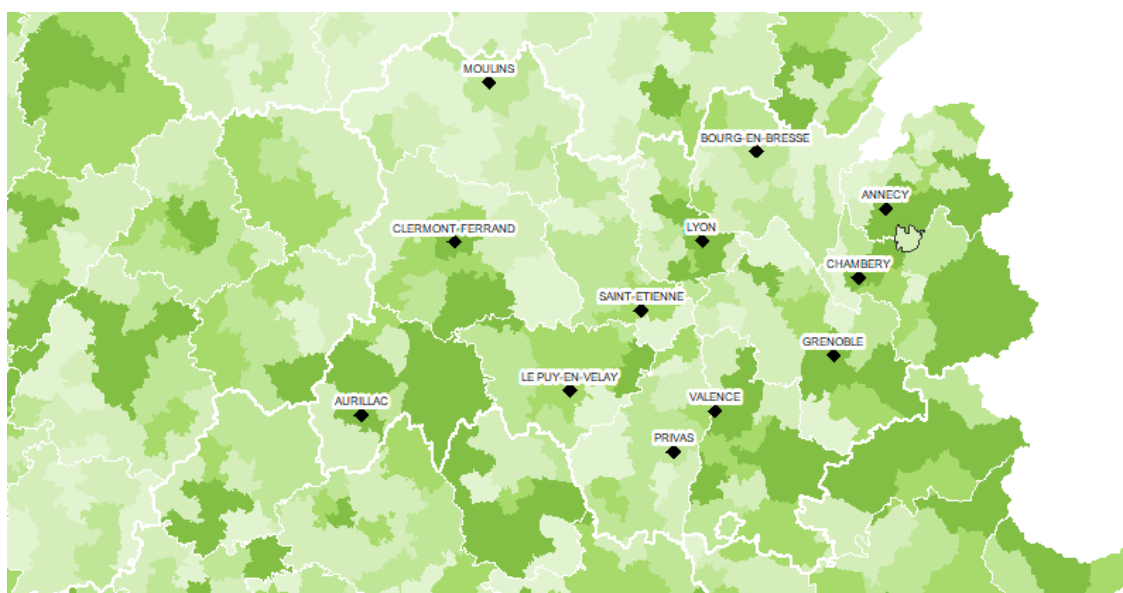 MOULINS
BOURG-EN-BRESSE
ANNECY
CLERMONT-FERRAND
LYON
CHAMBERY
SAINT-ETIENNE
GRENOBLE
LE PUY-EN-VELAY
AURILLAC
VALENCE
PRIVAS